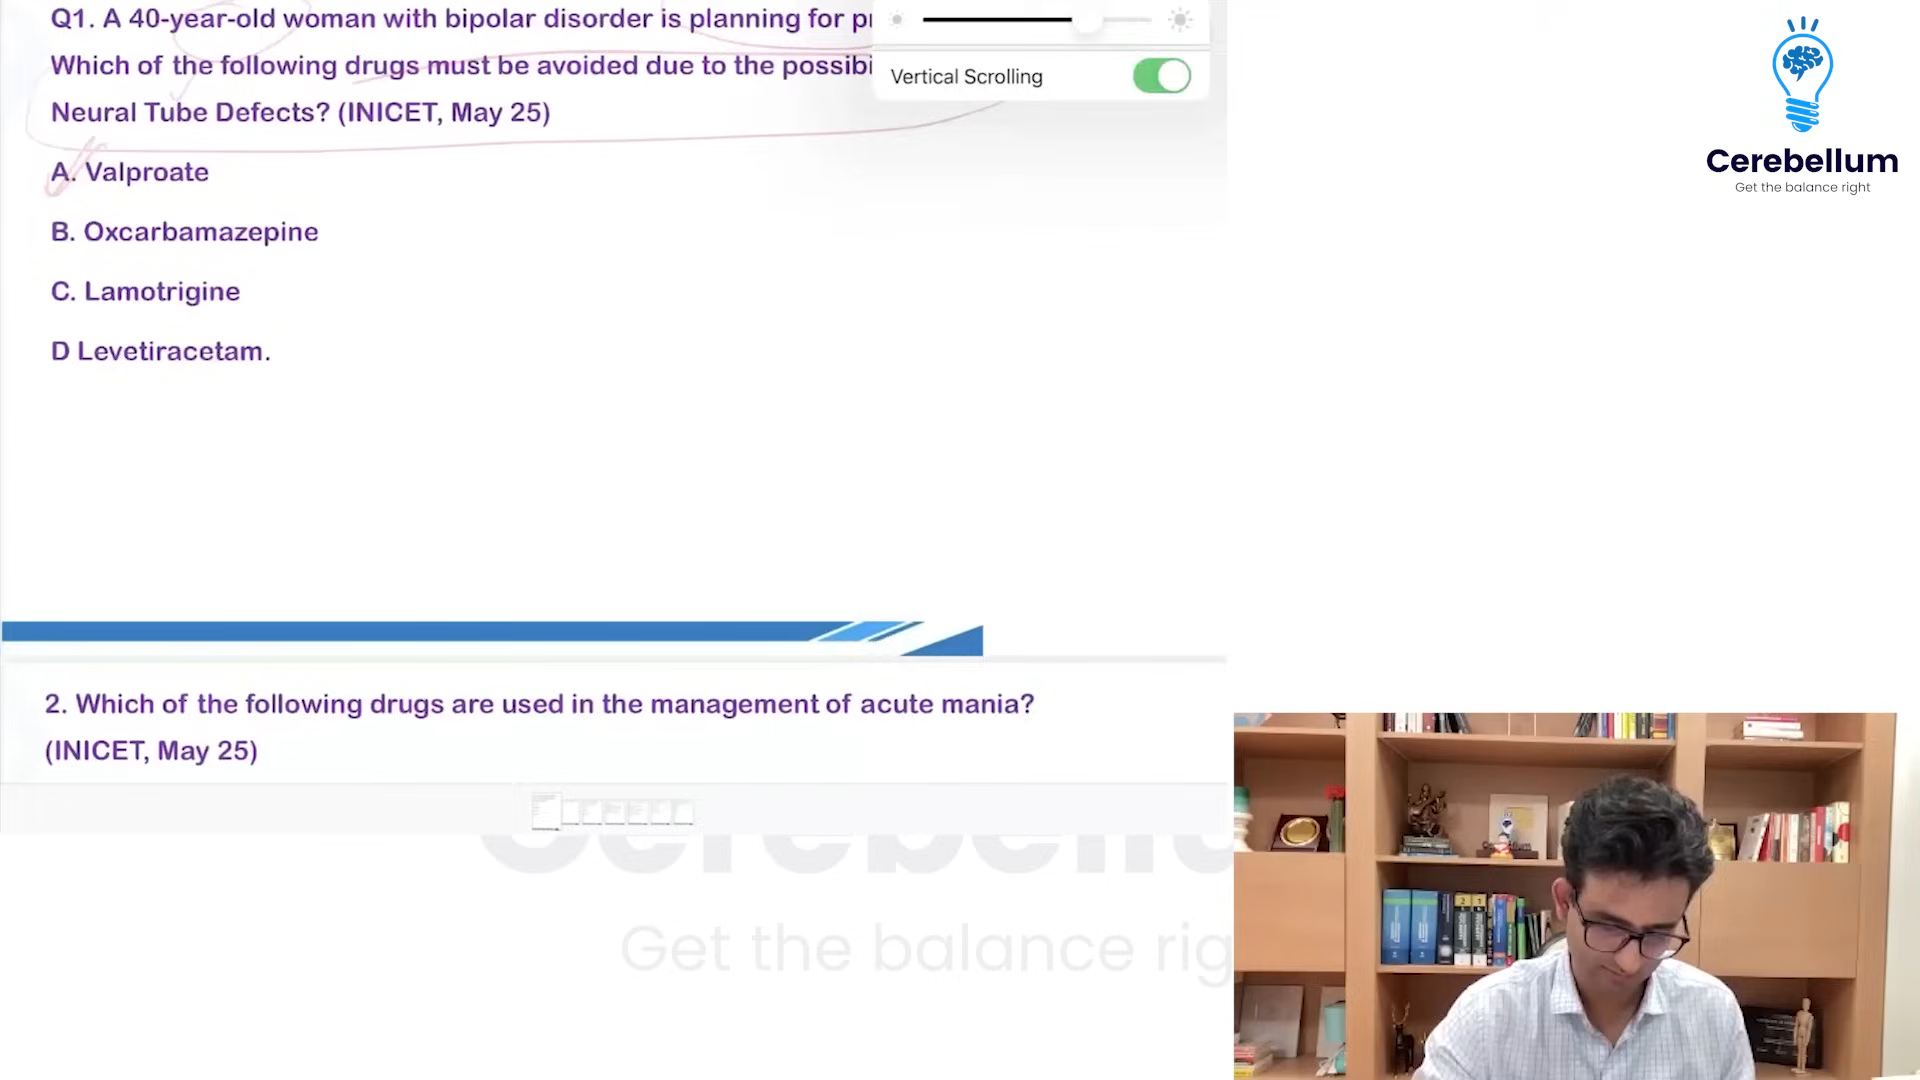 Q1. A 40-year-old woman with bipolar disorder is planning for
Which of the following drugs must be avoided due to the
Neural Tube Defects? (INICET, May 25)
Vertical Scrolling
A. Valproate
B. Oxcarbamazepine
C. Lamotrigine
D Levetiracetam.
2. Which of the following drugs are used in the management of acute mania?
(INICET, May 25)
Get the balance
Cerebellum
Get the balance right